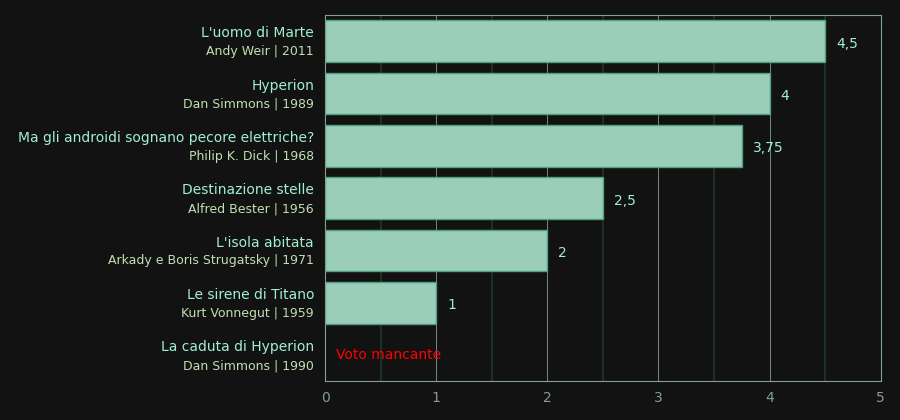 L'uomo di Marte
Andy Weir | 2011
4,5
Hyperion
Dan Simmons | 1989
4
Ma gli androidi sognano pecore elettriche?
Philip K. Dick | 1968
3,75
Destinazione stelle
Alfred Bester | 1956
2,5
L'isola abitata
Arkady e Boris Strugatsky | 1971
2
Le sirene di Titano
Kurt Vonnegut | 1959
1
La caduta di Hyperion
Dan Simmons | 1990
Voto mancante
0 1 2 3 4 5